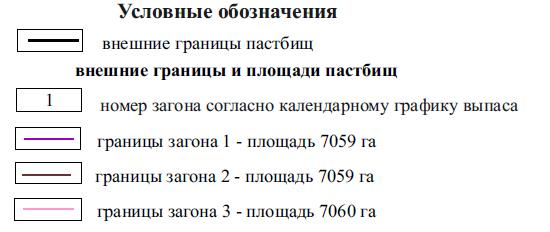 Условные обозначения
внешние границы пастбищ
внешние границы и площади пастбищ
1 номер загона согласно календарному графику выпаса
границы загона 1 - площадь 7059 га
границы загона 2 - площадь 7059 га
границы загона 3 - площадь 7060 га